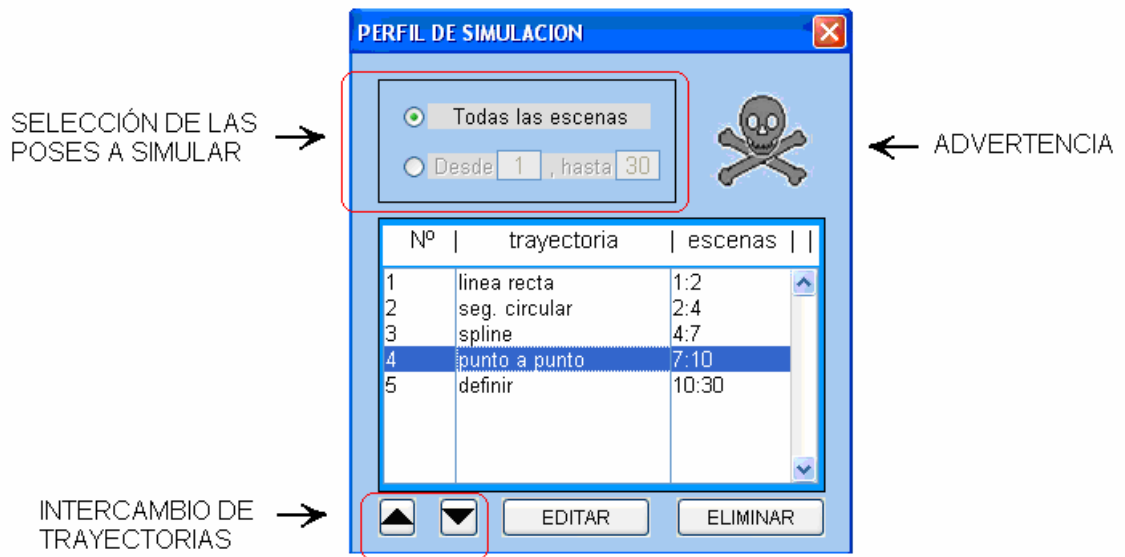 PERFIL DE SIMULACION
SELECCIÓN DE LAS
POSES A SIMULAR
Todas las escenas
Desde 1 , hasta 30
ADVERTENCIA
Nº | trayectoria | escenas | |
1 linea recta 1:2
2 seg. circular 2:4
3 spline 4:7
4 punto a punto 7:10
5 definir 10:30
INTERCAMBIO DE
TRAYECTORIAS
EDITAR ELIMINAR